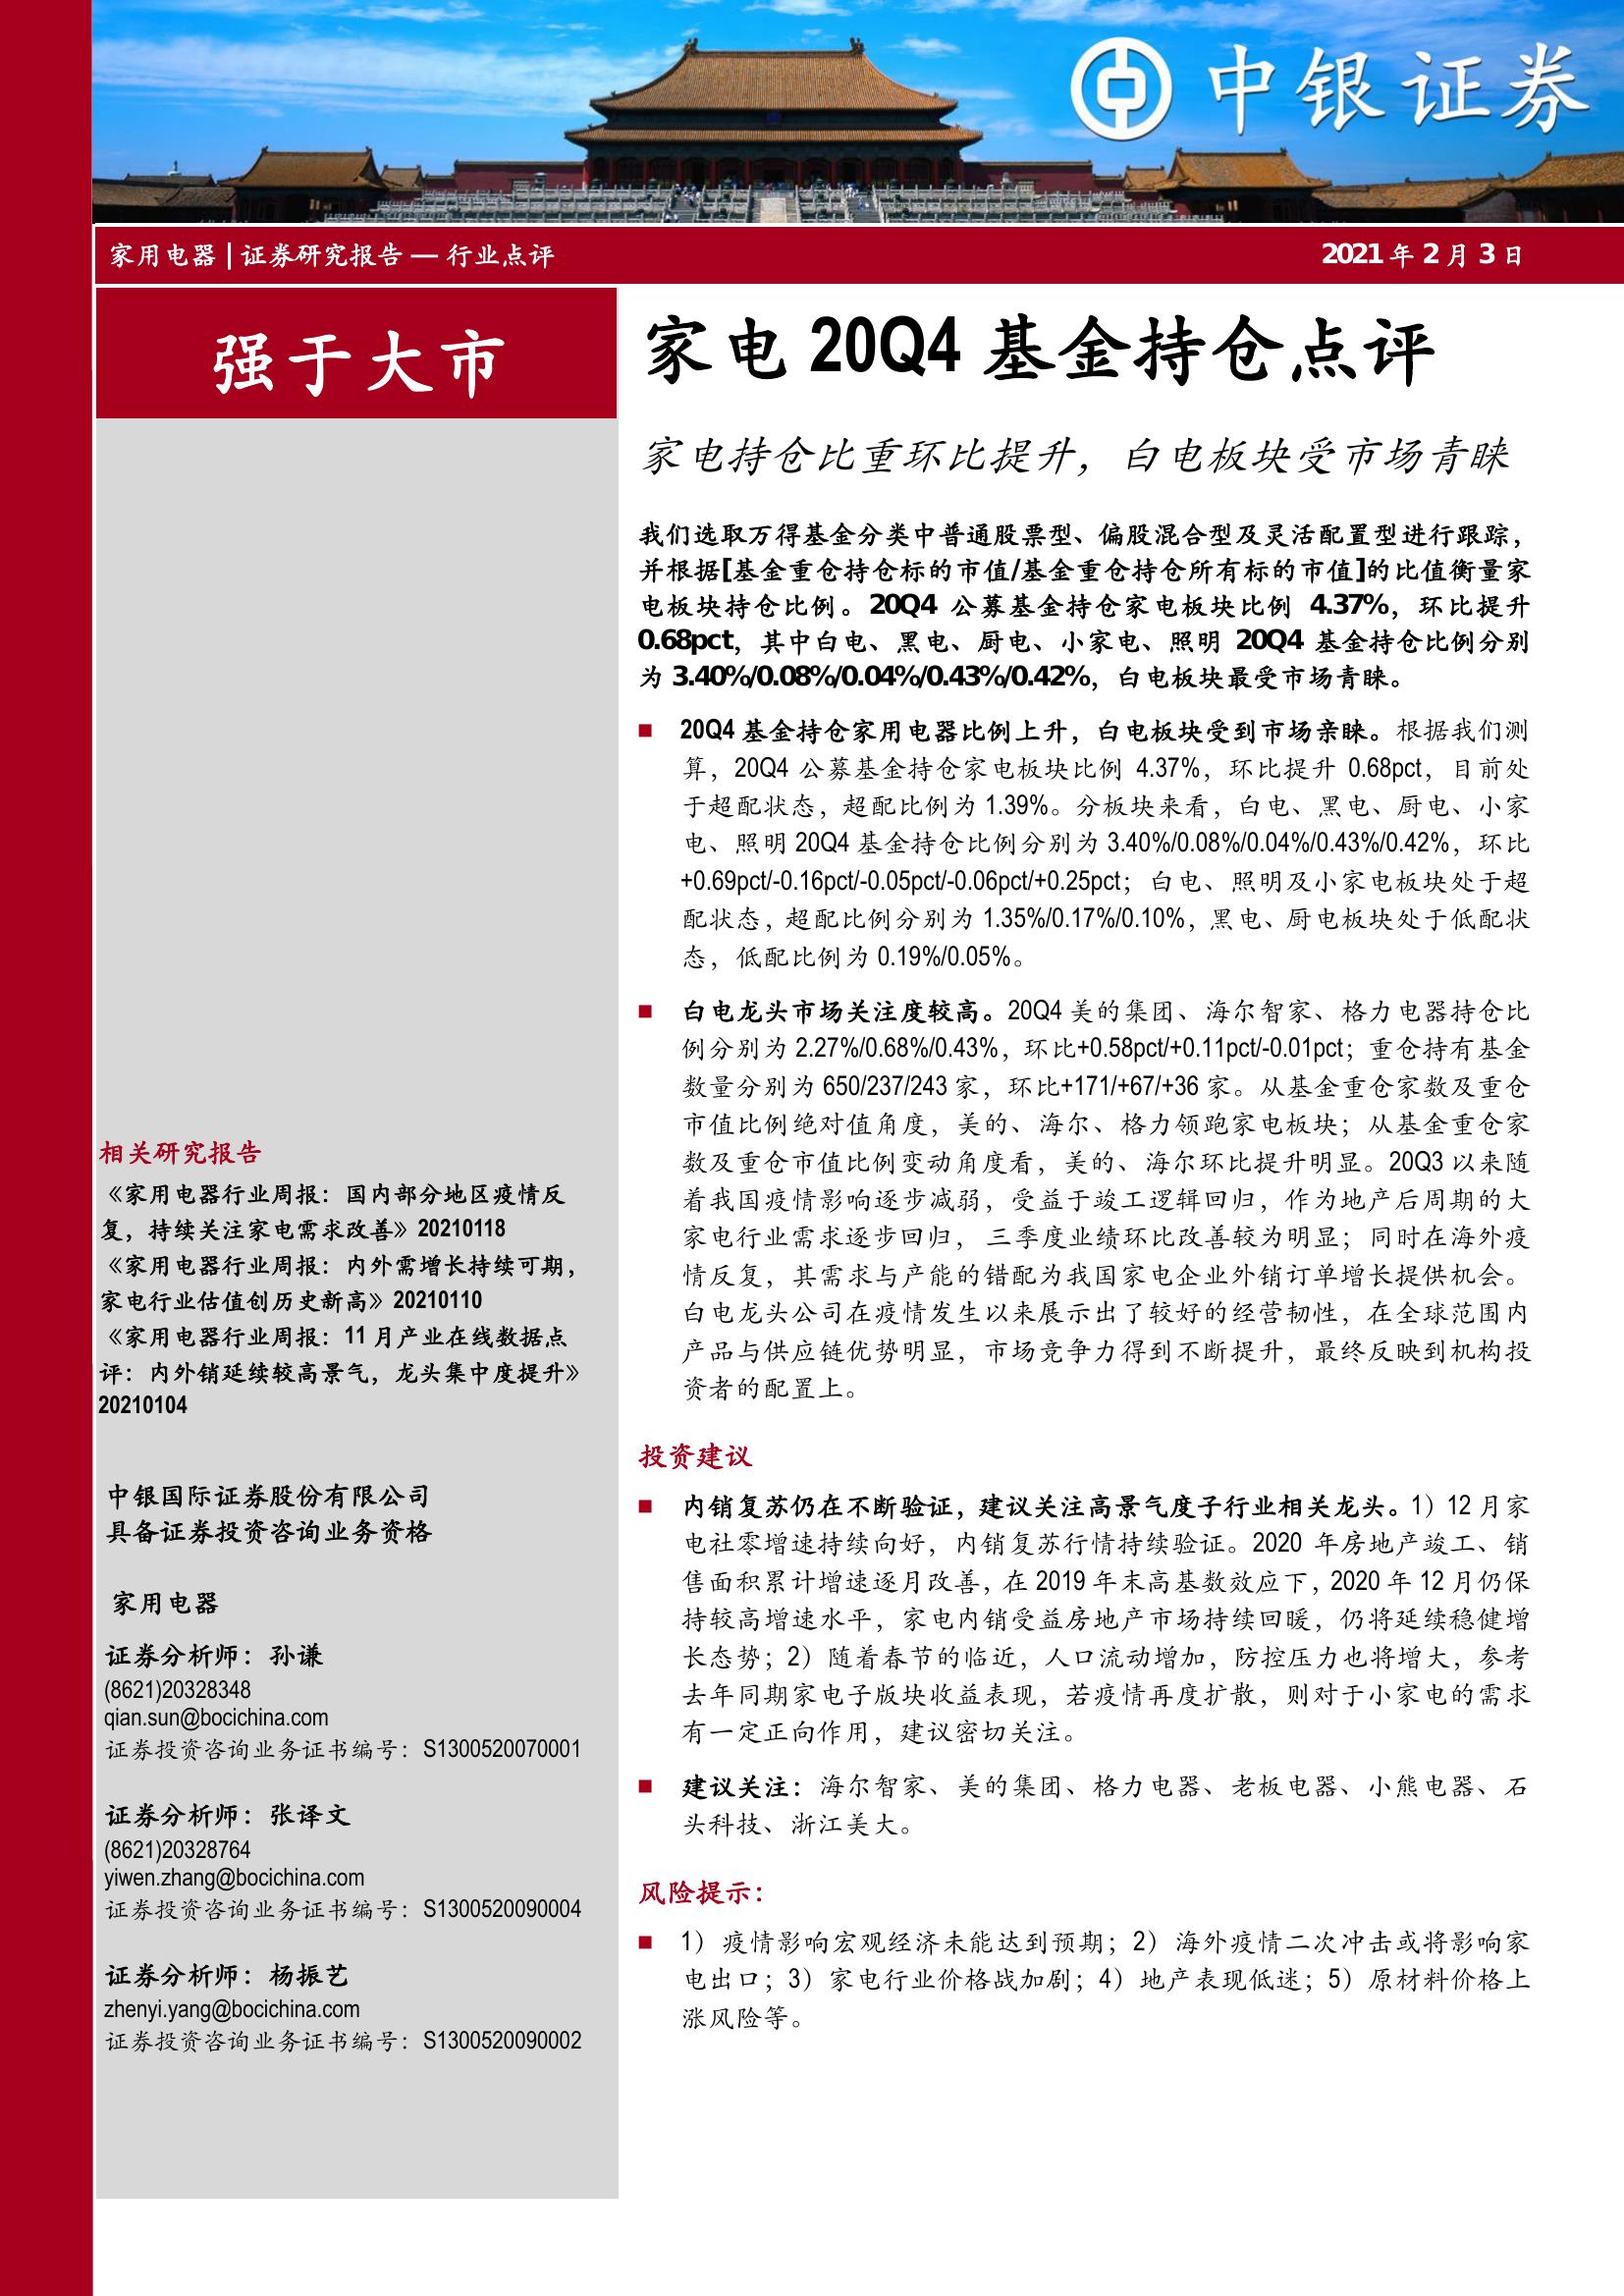 中银证券
家用电器 | 证券研究报告 — 行业点评
2021 年 2 月 3 日
强于大市
家电 20Q4 基金持仓点评
家电持仓比重环比提升，白电板块受市场青睐
我们选取万得基金分类中普通股票型、偏股混合型及灵活配置型进行跟踪，
并根据[基金重仓持仓标的市值/基金重仓持仓所有标的市值]的比值衡量家
电板块持仓比例。20Q4 公募基金持仓家电板块比例 4.37%，环比提升
0.68pct，其中白电、黑电、厨电、小家电、照明 20Q4 基金持仓比例分别
为 3.40%/0.08%/0.04%/0.43%/0.42%，白电板块最受市场青睐。
■ 20Q4 基金持仓家用电器比例上升，白电板块受到市场亲睐。根据我们测
算，20Q4 公募基金持仓家电板块比例 4.37%，环比提升 0.68pct，目前处
于超配状态，超配比例为 1.39%。分板块来看，白电、黑电、厨电、小家
电、照明 20Q4 基金持仓比例分别为 3.40%/0.08%/0.04%/0.43%/0.42%，环比
+0.69pct/-0.16pct/-0.05pct/-0.06pct/+0.25pct；白电、照明及小家电板块处于超
配状态，超配比例分别为 1.35%/0.17%/0.10%，黑电、厨电板块处于低配状
态，低配比例为 0.19%/0.05%。
■ 白电龙头市场关注度较高。20Q4 美的集团、海尔智家、格力电器持仓比
例分别为 2.27%/0.68%/0.43%，环比+0.58pct/+0.11pct/-0.01pct；重仓持有基金
数量分别为 650/237/243 家，环比+171/+67/+36 家。从基金重仓家数及重仓
市值比例绝对值角度，美的、海尔、格力领跑家电板块；从基金重仓家
数及重仓市值比例变动角度看，美的、海尔环比提升明显。20Q3 以来随
着我国疫情影响逐步减弱，受益于竣工逻辑回归，作为地产后周期的大
家电行业需求逐步回归， 三季度业绩环比改善较为明显；同时在海外疫
情反复，其需求与产能的错配为我国家电企业外销订单增长提供机会。
白电龙头公司在疫情发生以来展示出了较好的经营韧性，在全球范围内
产品与供应链优势明显，市场竞争力得到不断提升，最终反映到机构投
资者的配置上。
投资建议
■ 内销复苏仍在不断验证，建议关注高景气度子行业相关龙头。1）12 月家
电社零增速持续向好，内销复苏行情持续验证。2020 年房地产竣工、销
售面积累计增速逐月改善，在 2019 年末高基数效应下，2020 年 12 月仍保
持较高增速水平，家电内销受益房地产市场持续回暖，仍将延续稳健增
长态势；2）随着春节的临近，人口流动增加，防控压力也将增大，参考
去年同期家电子版块收益表现，若疫情再度扩散，则对于小家电的需求
有一定正向作用，建议密切关注。
■ 建议关注：海尔智家、美的集团、格力电器、老板电器、小熊电器、石
头科技、浙江美大。
风险提示：
■ 1）疫情影响宏观经济未能达到预期；2）海外疫情二次冲击或将影响家
电出口；3）家电行业价格战加剧；4）地产表现低迷；5）原材料价格上
涨风险等。
相关研究报告
《家用电器行业周报：国内部分地区疫情反
复，持续关注家电需求改善》20210118
《家用电器行业周报：内外需增长持续可期，
家电行业估值创历史新高》20210110
《家用电器行业周报：11 月产业在线数据点
评：内外销延续较高景气，龙头集中度提升》
20210104
中银国际证券股份有限公司
具备证券投资咨询业务资格
家用电器
证券分析师：孙谦
(8621)20328348
qian.sun@bocichina.com
证券投资咨询业务证书编号：S1300520070001
证券分析师：张译文
(8621)20328764
yiwen.zhang@bocichina.com
证券投资咨询业务证书编号：S1300520090004
证券分析师：杨振艺
zhenyi.yang@bocichina.com
证券投资咨询业务证书编号：S1300520090002